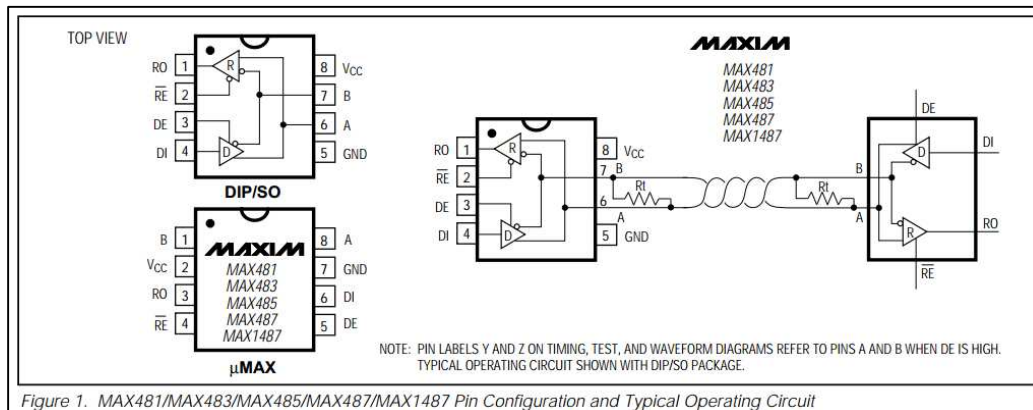 TOP VIEW
RO 1
RE 2
DE 3
DI 4
8 VCC
7 B
6 A
5 GND
R
D
DIP/SO
B 1
VCC 2
RO 3
RE 4
8 A
7 GND
6 DI
5 DE
MAXIM
MAX481
MAX483
MAX485
MAX487
MAX1487
µMAX
MAXIM
MAX481
MAX483
MAX485
MAX487
MAX1487
RO 1
RE 2
DE 3
DI 4
R
D
8 VCC
7 B
6 A
5 GND
Rt
Rt
B
A
DE
DI
D
R
RO
RE
NOTE: PIN LABELS Y AND Z ON TIMING, TEST, AND WAVEFORM DIAGRAMS REFER TO PINS A AND B WHEN DE IS HIGH.
TYPICAL OPERATING CIRCUIT SHOWN WITH DIP/SO PACKAGE.
Figure 1. MAX481/MAX483/MAX485/MAX487/MAX1487 Pin Configuration and Typical Operating Circuit